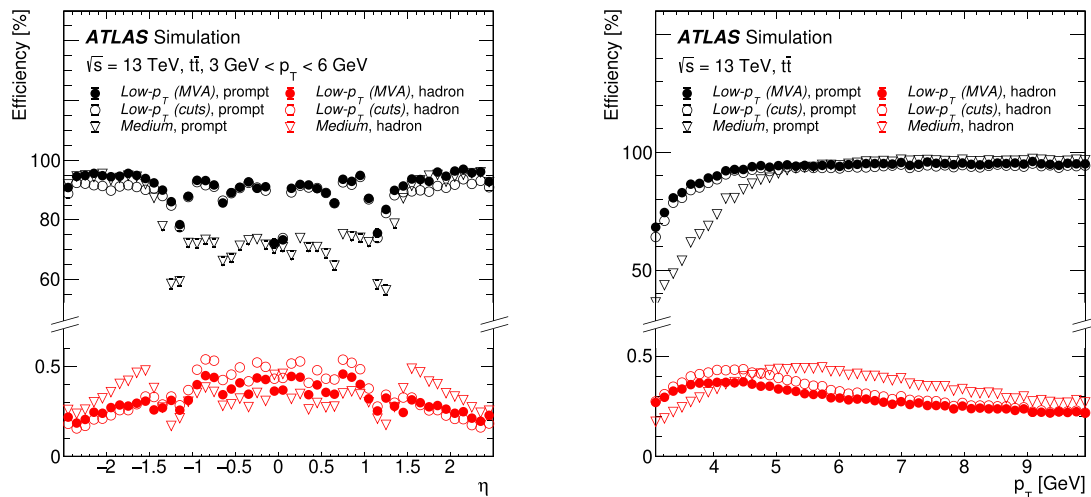 Efficiency [%]
ATLAS Simulation
√s = 13 TeV, tt̄, 3 GeV < p_T < 6 GeV
Low-p_T (MVA), prompt
Low-p_T (MVA), hadron
Low-p_T (cuts), prompt
Low-p_T (cuts), hadron
Medium, prompt
Medium, hadron
100
80
60
0.5
0
−2 −1.5 −1 −0.5 0 0.5 1 1.5 2
η
Efficiency [%]
ATLAS Simulation
√s = 13 TeV, tt̄
Low-p_T (MVA), prompt
Low-p_T (MVA), hadron
Low-p_T (cuts), prompt
Low-p_T (cuts), hadron
Medium, prompt
Medium, hadron
100
50
0.5
0
4 5 6 7 8 9
p_T [GeV]